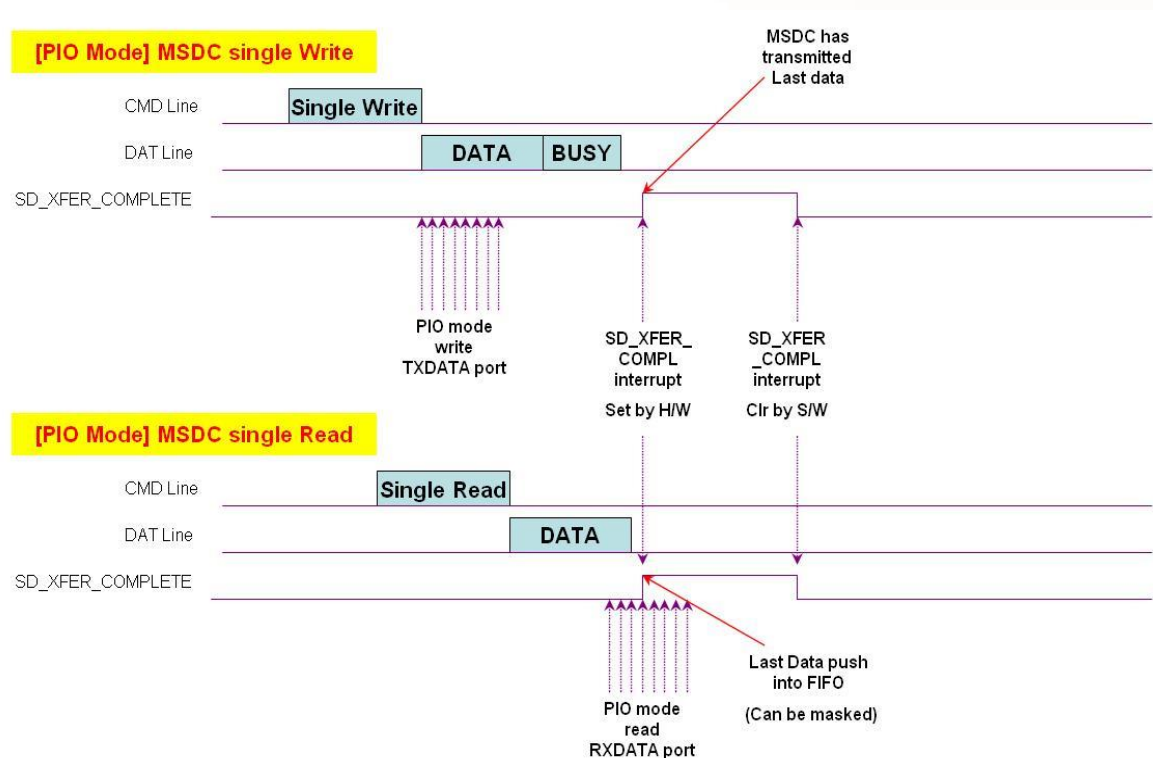 [PIO Mode] MSDC single Write
MSDC has
transmitted
Last data
CMD Line
Single Write
DAT Line
DATA
BUSY
SD_XFER_COMPLETE
PIO mode
write
TXDATA port
SD_XFER_
COMPL
interrupt
Set by H/W
SD_XFER
_COMPL
interrupt
Clr by S/W
[PIO Mode] MSDC single Read
CMD Line
Single Read
DAT Line
DATA
SD_XFER_COMPLETE
PIO mode
read
RXDATA port
Last Data push
into FIFO
(Can be masked)